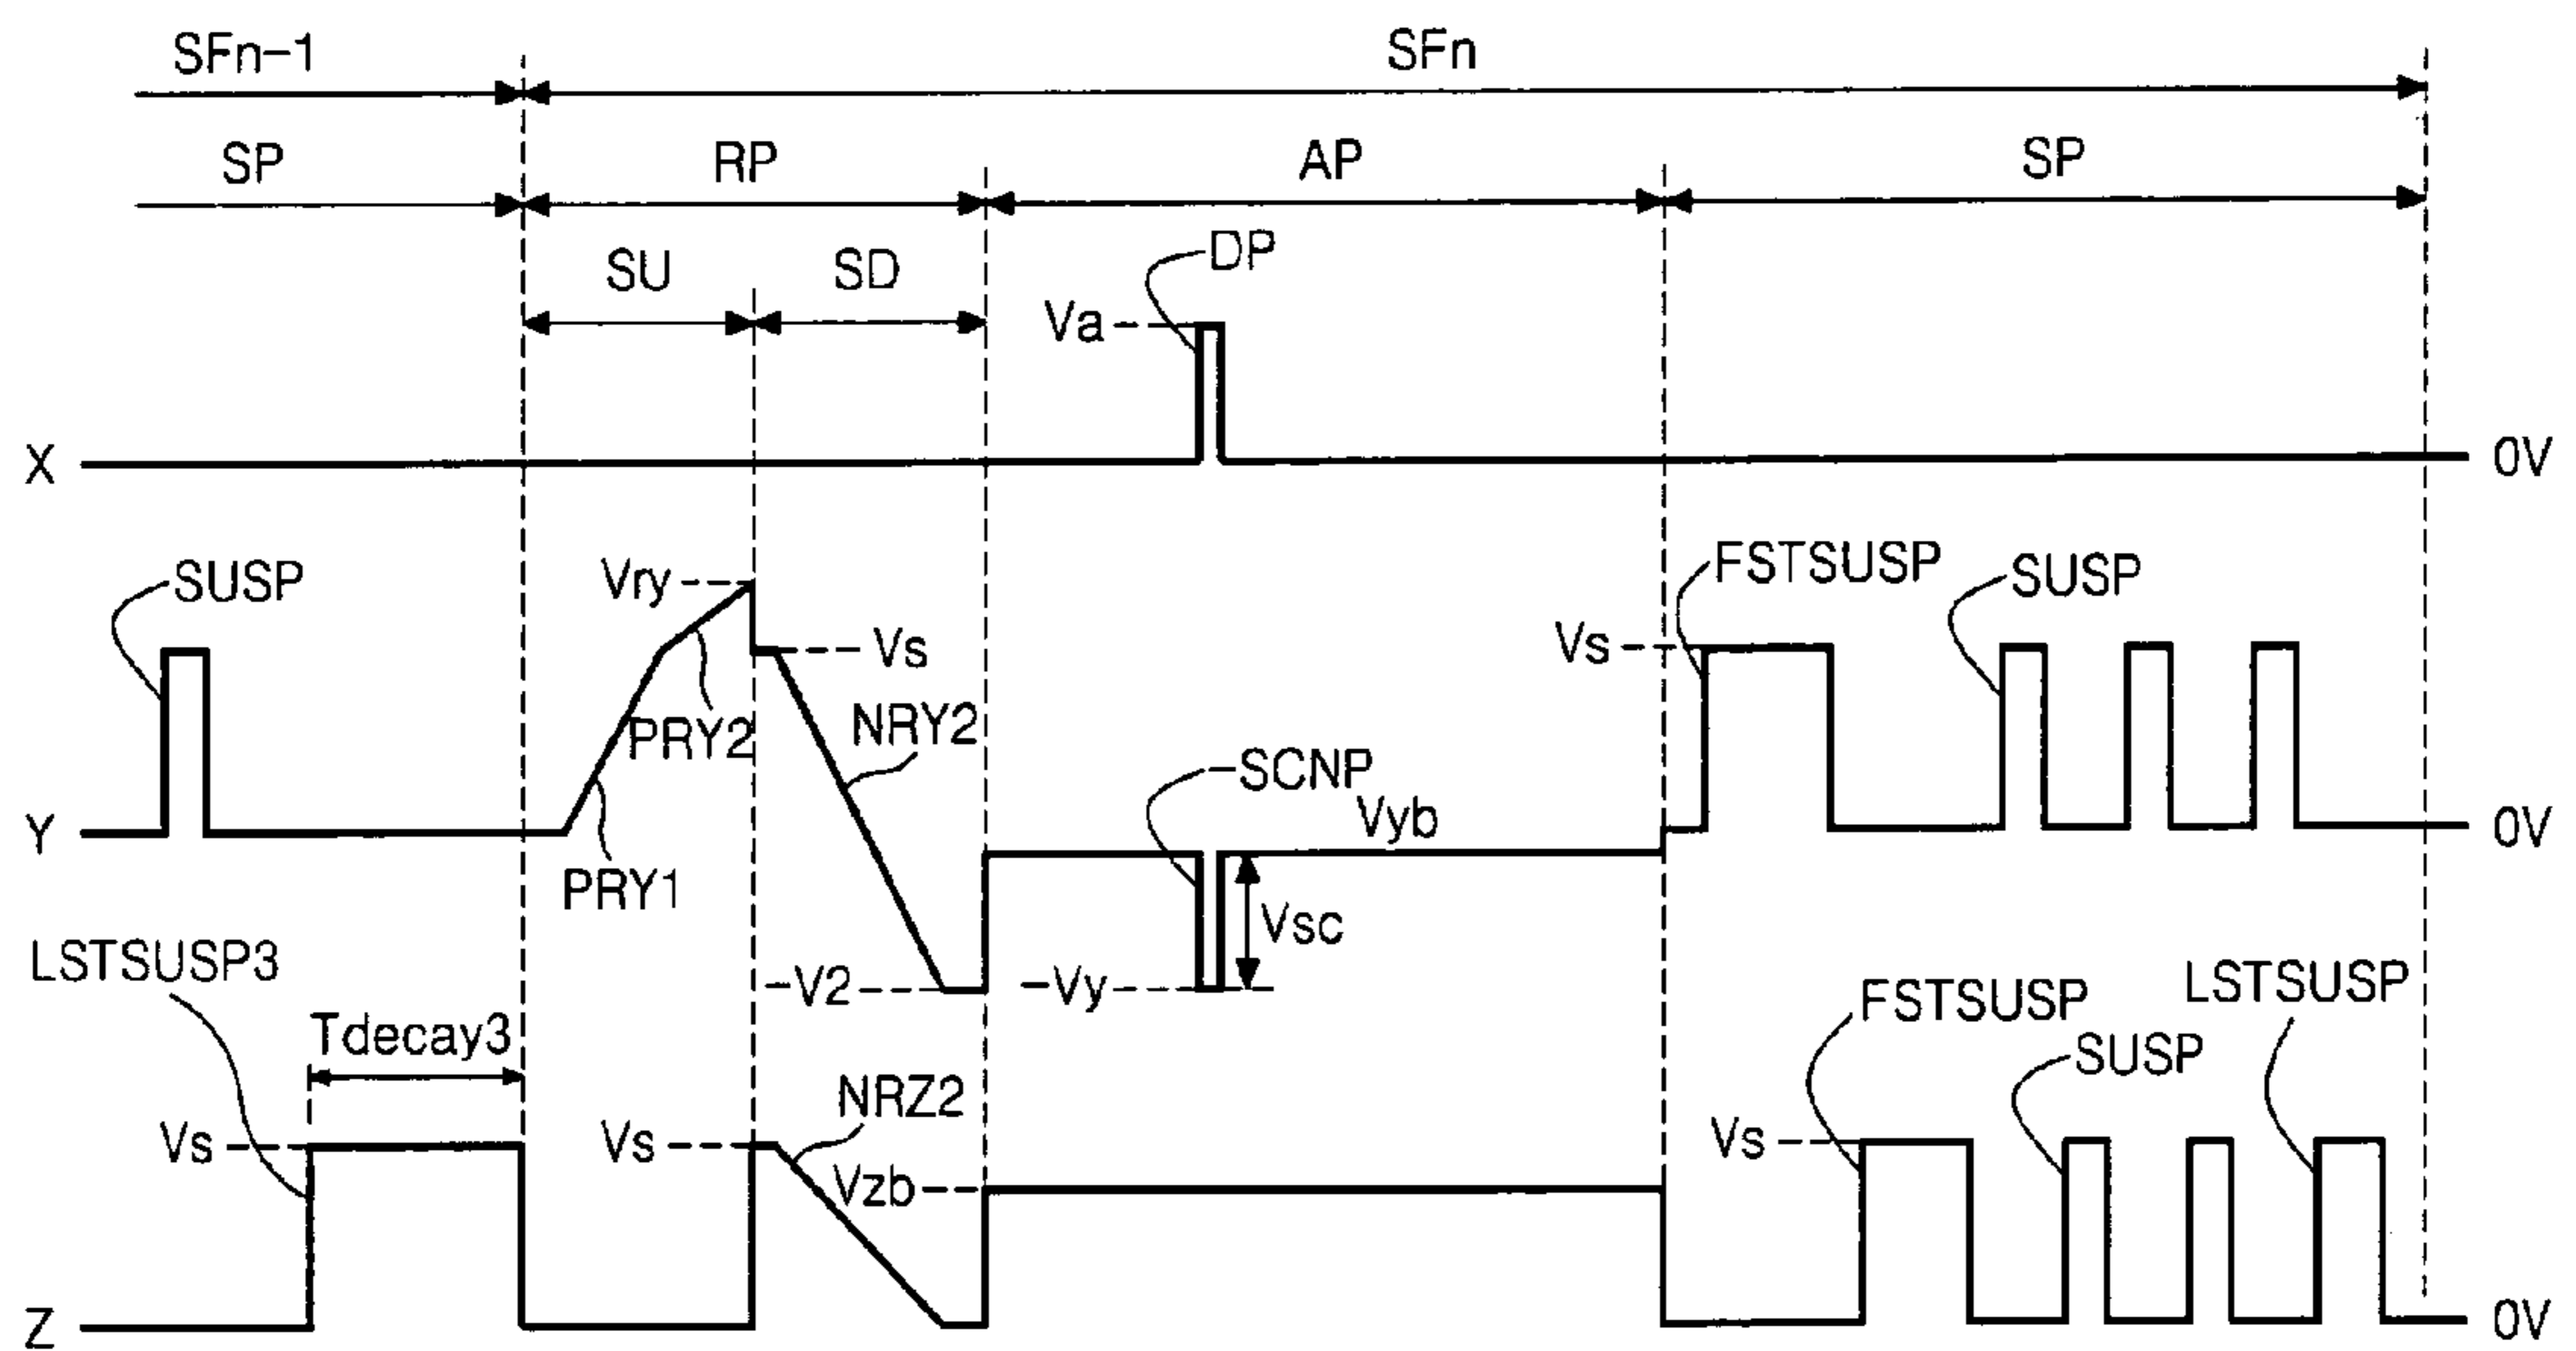 SFn-1 SFn
SP RP AP SP
SU SD
DP
Va
X 0V
SUSP Vry Vs FSTSUSP SUSP
Vs
PRY2 NRY2
-SCNP
Vyb
Y 0V
PRY1
Vsc
LSTSUSP3 -V2 -Vy LSTSUSP
FSTSUSP
Tdecay3 SUSP
NRZ2
Vs Vs Vs
Vzb
Z 0V